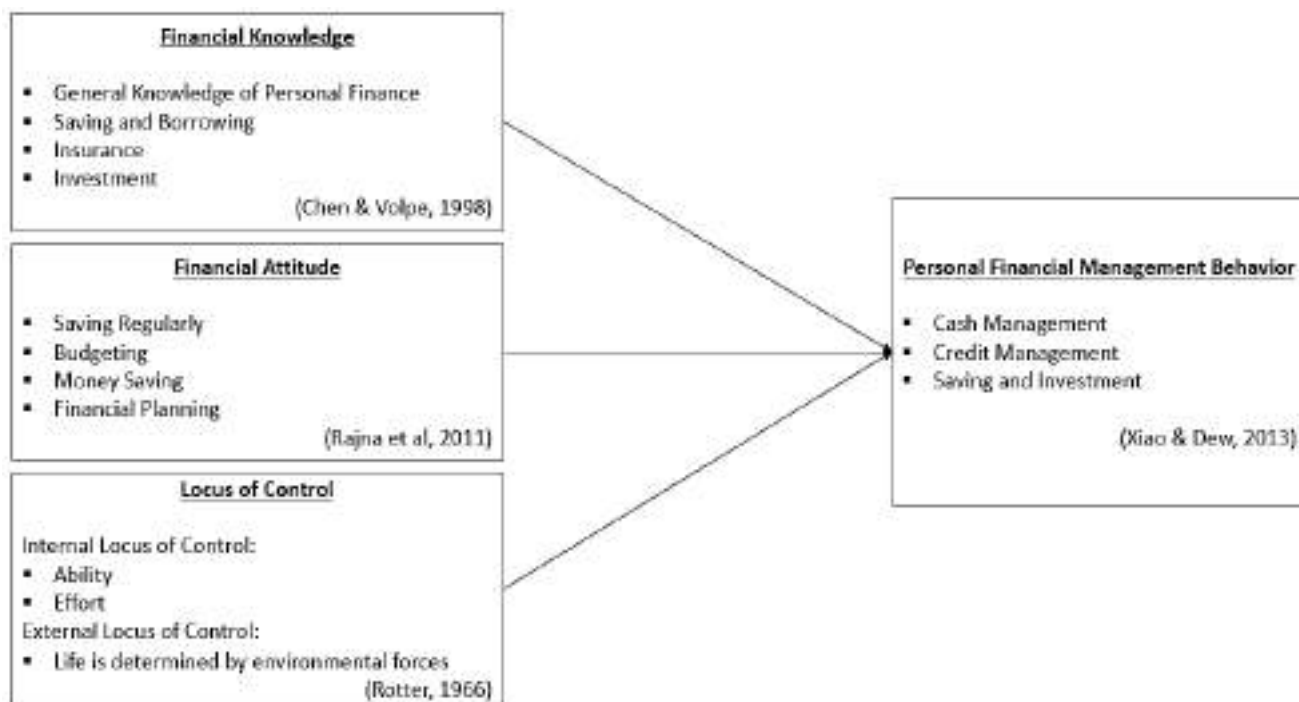 Financial Knowledge
▪ General Knowledge of Personal Finance
▪ Saving and Borrowing
▪ Insurance
▪ Investment
(Chen & Volpe, 1998)
Financial Attitude
▪ Saving Regularly
▪ Budgeting
▪ Money Saving
▪ Financial Planning
(Rajna et al, 2011)
Locus of Control
Internal Locus of Control:
▪ Ability
▪ Effort
External Locus of Control:
▪ Life is determined by environmental forces
(Rotter, 1966)
Personal Financial Management Behavior
▪ Cash Management
▪ Credit Management
▪ Saving and Investment
(Xiao & Dew, 2013)